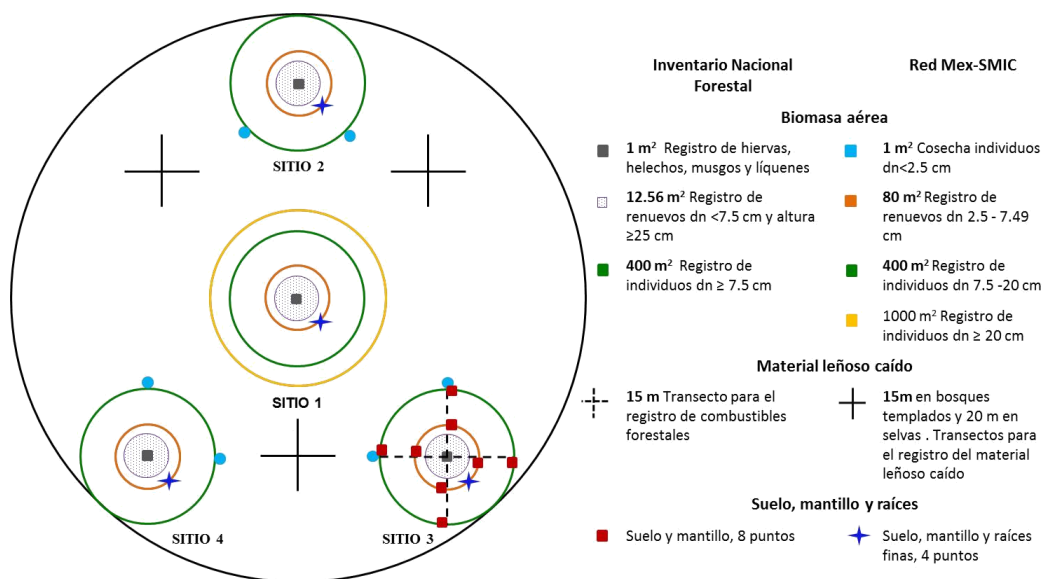 SITIO 2
SITIO 1
SITIO 4
SITIO 3
Inventario Nacional
Forestal
Red Mex-SMIC
Biomasa aérea
1 m² Registro de hiervas,
helechos, musgos y líquenes
1 m² Cosecha individuos
dn<2.5 cm
12.56 m² Registro de
renuevos dn <7.5 cm y altura
≥25 cm
80 m² Registro de
renuevos dn 2.5 - 7.49
cm
400 m² Registro de
individuos dn ≥ 7.5 cm
400 m² Registro de
individuos dn 7.5 -20 cm
1000 m² Registro de
individuos dn ≥ 20 cm
Material leñoso caído
15 m Transecto para el
registro de combustibles
forestales
15m en bosques
templados y 20 m en
selvas . Transectos para
el registro del material
leñoso caído
Suelo, mantillo y raíces
Suelo y mantillo, 8 puntos
Suelo, mantillo y raíces
finas, 4 puntos